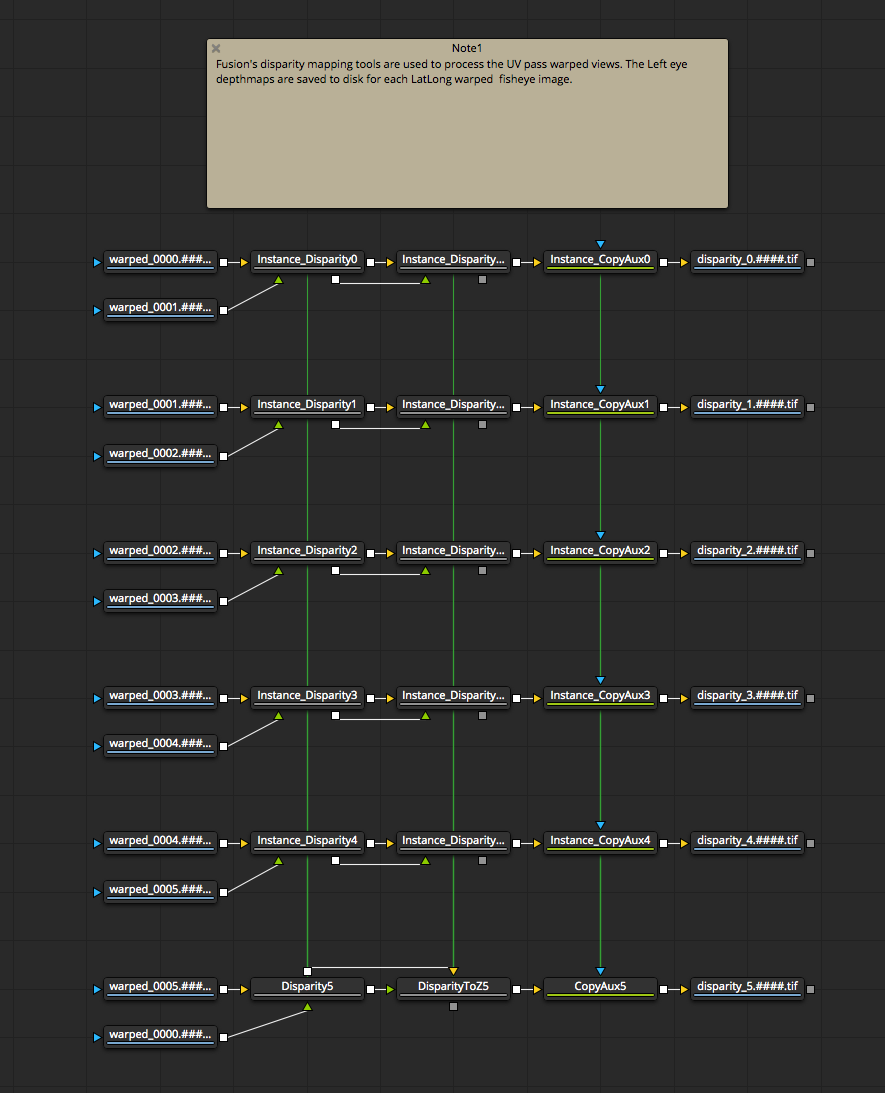 Note1
Fusion's disparity mapping tools are used to process the UV pass warped views. The Left eye
depthmaps are saved to disk for each LatLong warped fisheye image.
warped_0000.###... Instance_Disparity0 Instance_Disparity... Instance_CopyAux0 disparity_0.####.tif
warped_0001.###...
warped_0001.###... Instance_Disparity1 Instance_Disparity... Instance_CopyAux1 disparity_1.####.tif
warped_0002.###...
warped_0002.###... Instance_Disparity2 Instance_Disparity... Instance_CopyAux2 disparity_2.####.tif
warped_0003.###...
warped_0003.###... Instance_Disparity3 Instance_Disparity... Instance_CopyAux3 disparity_3.####.tif
warped_0004.###...
warped_0004.###... Instance_Disparity4 Instance_Disparity... Instance_CopyAux4 disparity_4.####.tif
warped_0005.###...
warped_0005.###... Disparity5 DisparityToZ5 CopyAux5 disparity_5.####.tif
warped_0000.###...